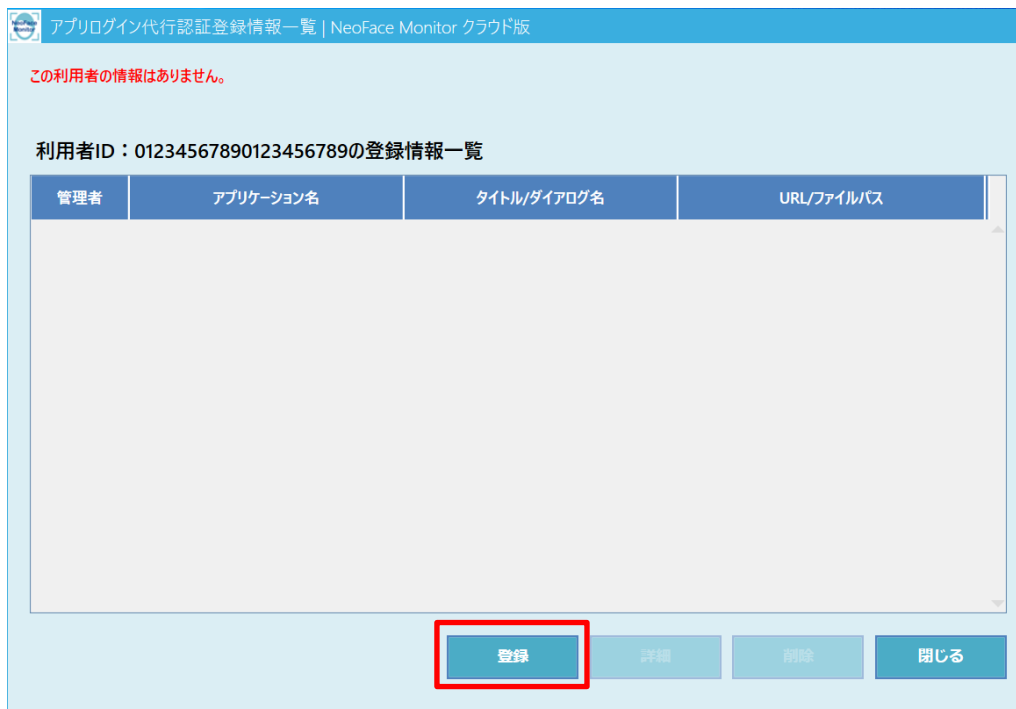 NeoFace
Monitor
アプリログイン代行認証登録情報一覧 | NeoFace Monitor クラウド版
この利用者の情報はありません。
利用者ID：01234567890123456789の登録情報一覧
管理者 アプリケーション名 タイトル/ダイアログ名 URL/ファイルパス
登録 詳細 削除 閉じる